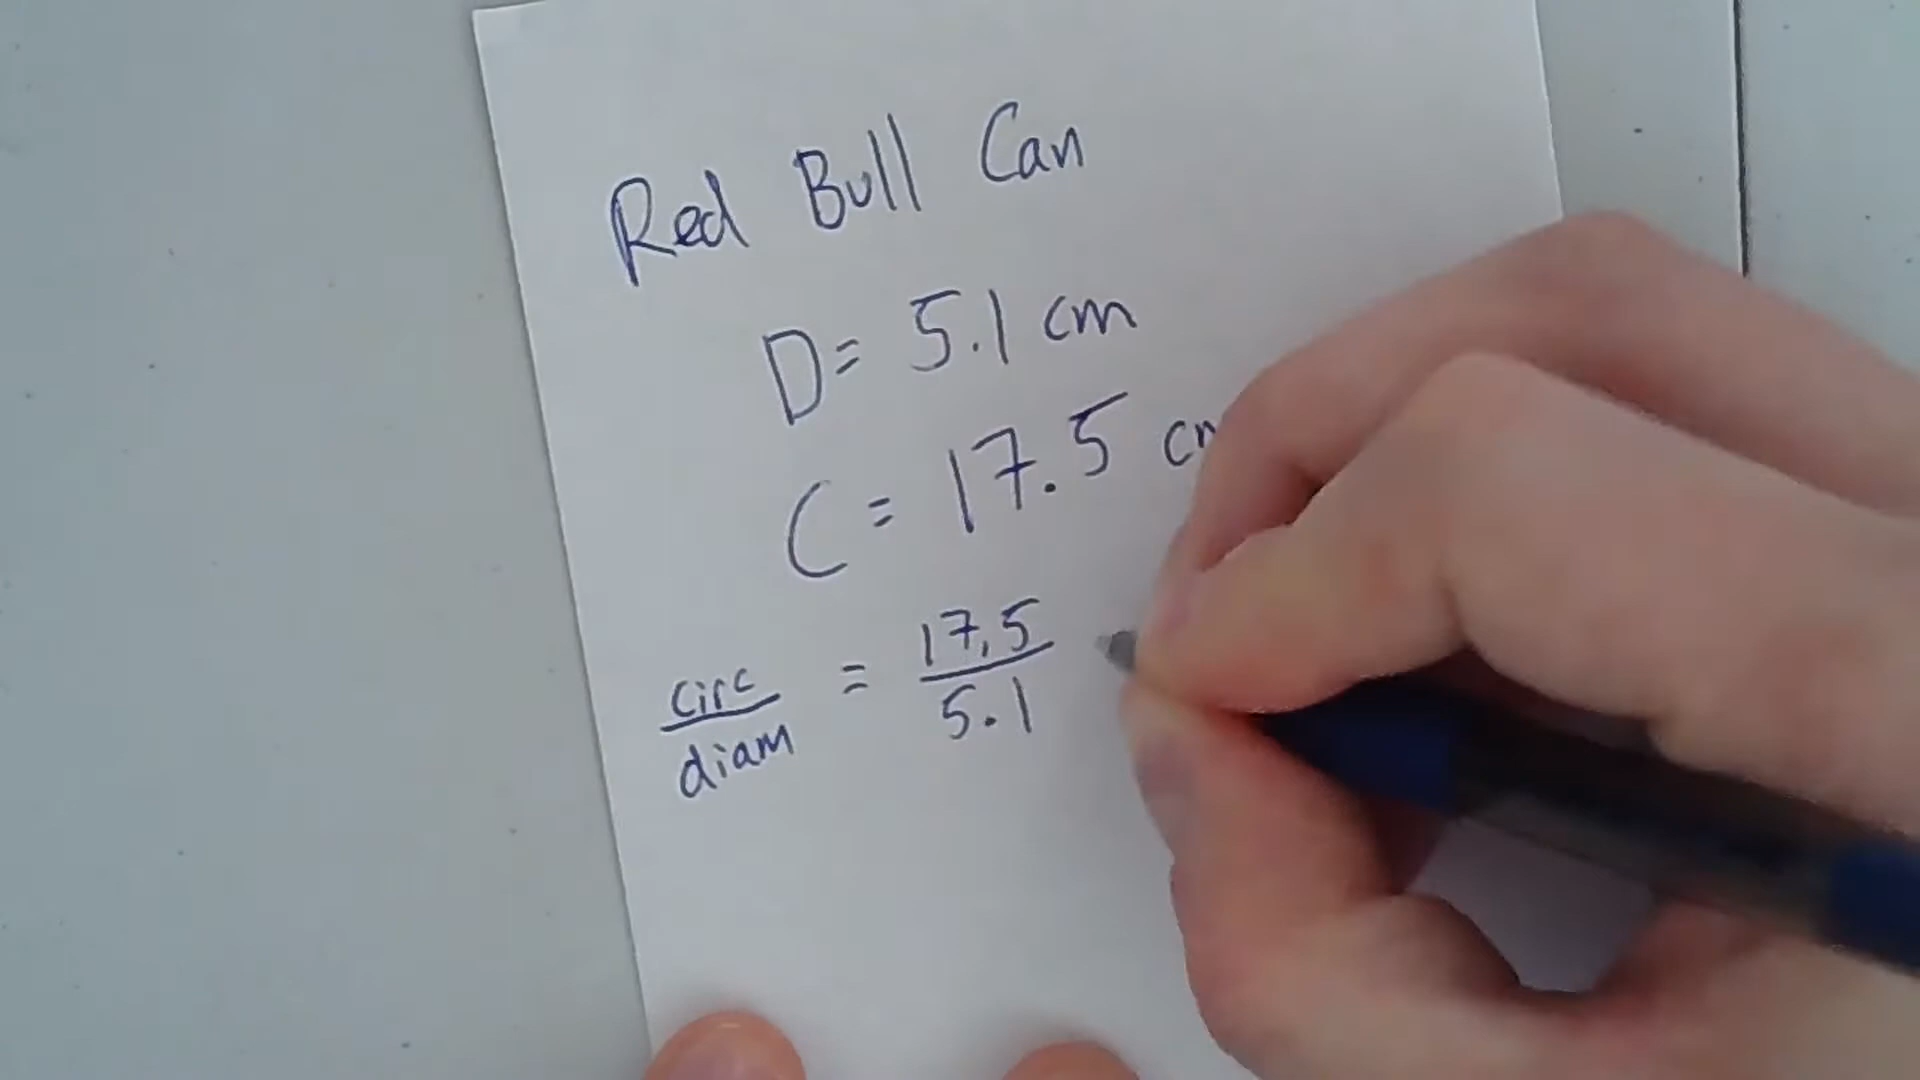 Red Bull Can
D= 5.1 cm
C = 17.5 c
circ = 17,5
diam 5.1